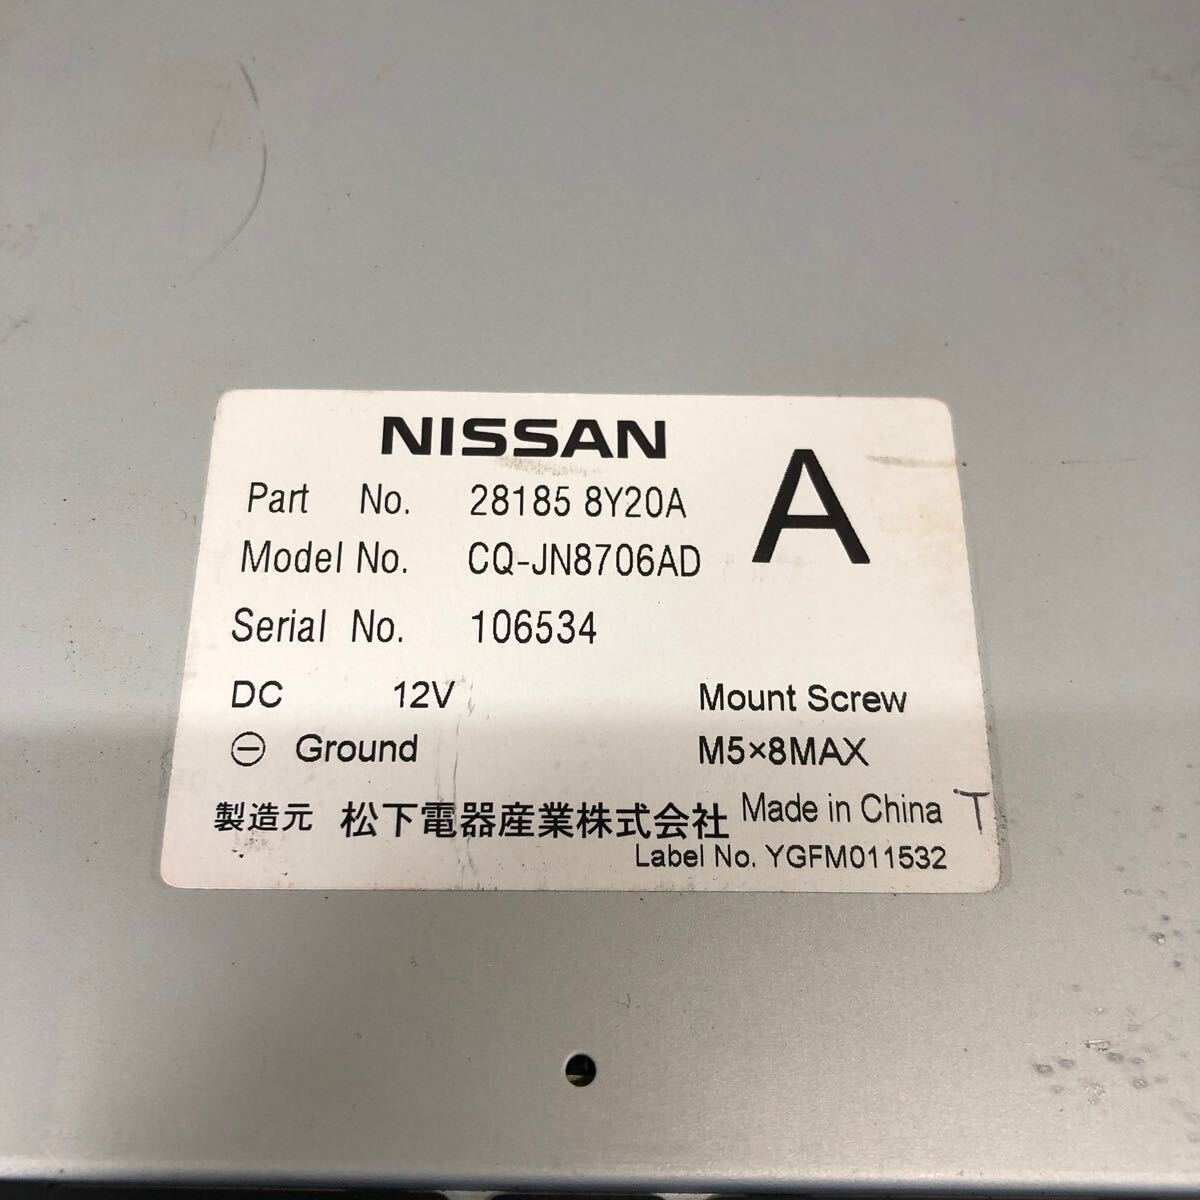 NISSAN
A
Part No. 28185 8Y20A
Model No. CQ-JN8706AD
Serial No. 106534
DC 12V
Mount Screw
⊖ Ground
M5×8MAX
製造元 松下電器産業株式会社 Made in China T
Label No. YGFM011532